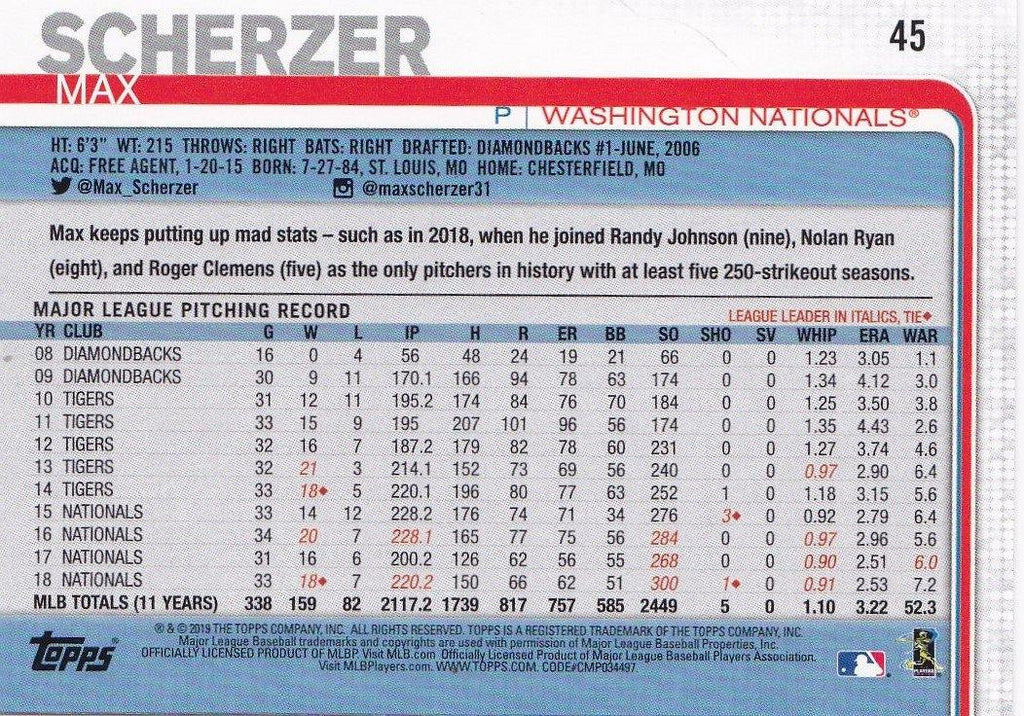 SCHERZER 45
MAX
P | WASHINGTON NATIONALS®
HT: 6'3" WT: 215 THROWS: RIGHT BATS: RIGHT DRAFTED: DIAMONDBACKS #1-JUNE, 2006
ACQ: FREE AGENT, 1-20-15 BORN: 7-27-84, ST. LOUIS, MO HOME: CHESTERFIELD, MO
@Max_Scherzer @maxscherzer31
Max keeps putting up mad stats – such as in 2018, when he joined Randy Johnson (nine), Nolan Ryan
(eight), and Roger Clemens (five) as the only pitchers in history with at least five 250-strikeout seasons.
MAJOR LEAGUE PITCHING RECORD LEAGUE LEADER IN ITALICS, TIE♦
YR CLUB G W L IP H R ER BB SO SHO SV WHIP ERA WAR
08 DIAMONDBACKS 16 0 4 56 48 24 19 21 66 0 0 1.23 3.05 1.1
09 DIAMONDBACKS 30 9 11 170.1 166 94 78 63 174 0 0 1.34 4.12 3.0
10 TIGERS 31 12 11 195.2 174 84 76 70 184 0 0 1.25 3.50 3.8
11 TIGERS 33 15 9 195 207 101 96 56 174 0 0 1.35 4.43 2.6
12 TIGERS 32 16 7 187.2 179 82 78 60 231 0 0 1.27 3.74 4.6
13 TIGERS 32 21 3 214.1 152 73 69 56 240 0 0 0.97 2.90 6.4
14 TIGERS 33 18♦ 5 220.1 196 80 77 63 252 1 0 1.18 3.15 5.6
15 NATIONALS 33 14 12 228.2 176 74 71 34 276 3♦ 0 0.92 2.79 6.4
16 NATIONALS 34 20 7 228.1 165 77 75 56 284 0 0 0.97 2.96 5.6
17 NATIONALS 31 16 6 200.2 126 62 56 55 268 0 0 0.90 2.51 6.0
18 NATIONALS 33 18♦ 7 220.2 150 66 62 51 300 1♦ 0 0.91 2.53 7.2
MLB TOTALS (11 YEARS) 338 159 82 2117.2 1739 817 757 585 2449 5 0 1.10 3.22 52.3
Topps®
® & © 2019 THE TOPPS COMPANY, INC. ALL RIGHTS RESERVED. TOPPS IS A REGISTERED TRADEMARK OF THE TOPPS COMPANY, INC.
Major League Baseball trademarks and copyrights are used with permission of Major League Baseball Properties, Inc.
OFFICIALLY LICENSED PRODUCT OF MLBP Visit MLB.com Officially Licensed Product of Major League Baseball Players Association.
Visit MLBPlayers.com. WWW.TOPPS.COM. CODE#CMP034497.